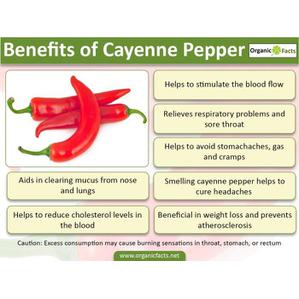 Benefits of Cayenne Pepper
Organic Facts
Helps to stimulate the blood flow
Relieves respiratory problems and
sore throat
Helps to avoid stomachaches, gas
and cramps
Aids in clearing mucus from nose
and lungs
Smelling cayenne pepper helps to
cure headaches
Helps to reduce cholesterol levels in
the blood
Beneficial in weight loss and prevents
atherosclerosis
Caution: Excess consumption may cause burning sensations in throat, stomach, or rectum
www.organicfacts.net